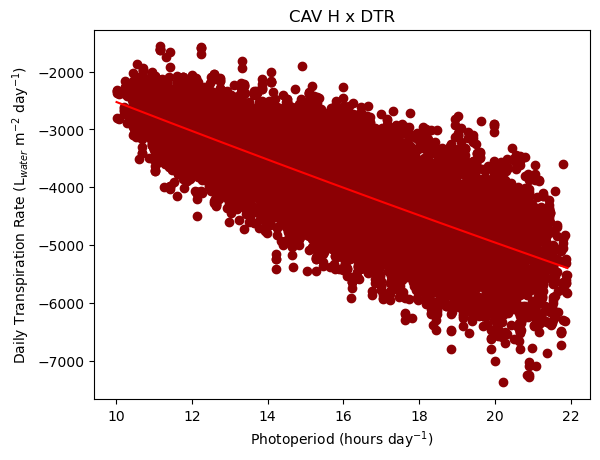 CAV H x DTR
Daily Transpiration Rate (L$_{water}$ m$^{-2}$ day$^{-1}$)
−2000
−3000
−4000
−5000
−6000
−7000
10 12 14 16 18 20 22
Photoperiod (hours day$^{-1}$)